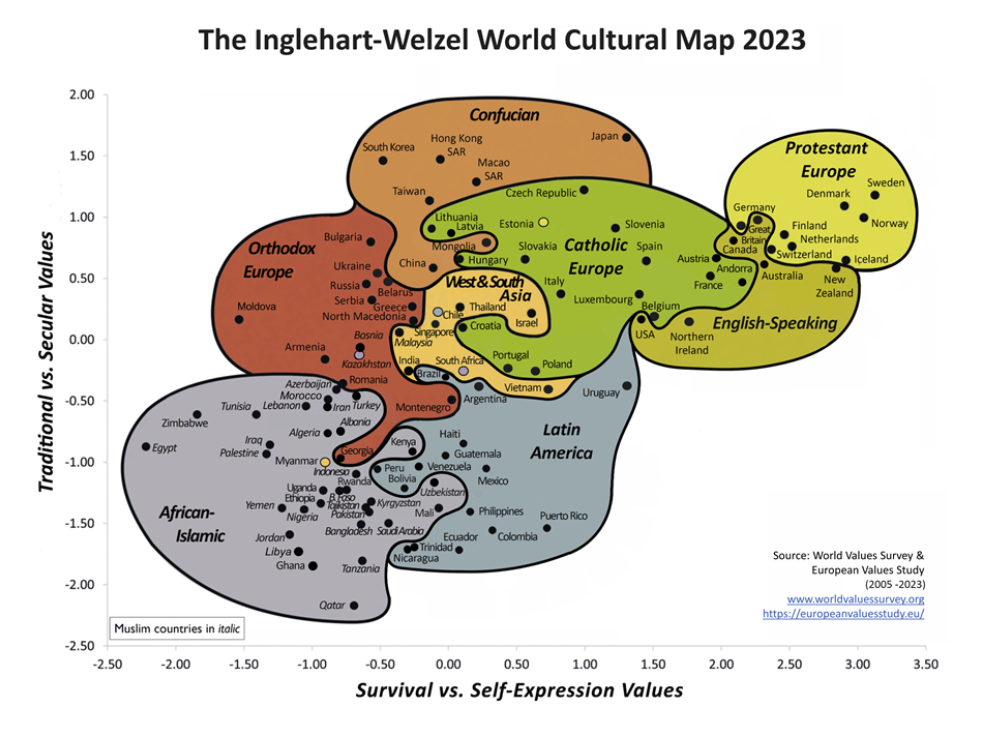 The Inglehart-Welzel World Cultural Map 2023
Traditional vs. Secular Values
2.00
1.50
1.00
0.50
0.00
-0.50
-1.00
-1.50
-2.00
-2.50
Confucian
Japan
Hong Kong
SAR
South Korea
Macao
SAR
Taiwan
China
Mongolia
Protestant
Europe
Sweden
Denmark
Norway
Germany
Finland
Netherlands
Switzerland
Iceland
Catholic
Europe
Czech Republic
Lithuania
Latvia
Estonia
Slovenia
Hungary
Slovakia
Spain
Austria
Andorra
France
Italy
Luxembourg
Belgium
Croatia
Portugal
Poland
English-Speaking
Great
Britain
Canada
Australia
New
Zealand
USA
Northern
Ireland
Orthodox
Europe
Bulgaria
Ukraine
Russia
Belarus
Serbia
Greece
North Macedonia
Moldova
Bosnia
Armenia
Kazakhstan
Romania
Montenegro
Georgia
West & South
Asia
Thailand
Chile
Israel
Singapore
Malaysia
India
South Africa
Vietnam
Latin
America
Brazil
Argentina
Uruguay
Haiti
Guatemala
Peru
Venezuela
Bolivia
Mexico
Philippines
Puerto Rico
Ecuador
Colombia
Trinidad
Nicaragua
African-
Islamic
Azerbaijan
Morocco
Lebanon
Iran
Turkey
Tunisia
Zimbabwe
Albania
Algeria
Iraq
Egypt
Palestine
Kenya
Myanmar
Indonesia
Rwanda
Uganda
B. Faso
Ethiopia
Tajikistan
Kyrgyzstan
Uzbekistan
Mali
Yemen
Nigeria
Pakistan
Bangladesh
Saudi Arabia
Jordan
Libya
Ghana
Tanzania
Qatar
Source: World Values Survey &
European Values Study
(2005 -2023)
www.worldvaluessurvey.org
https://europeanvaluesstudy.eu/
Muslim countries in italic
-2.50 -2.00 -1.50 -1.00 -0.50 0.00 0.50 1.00 1.50 2.00 2.50 3.00 3.50
Survival vs. Self-Expression Values